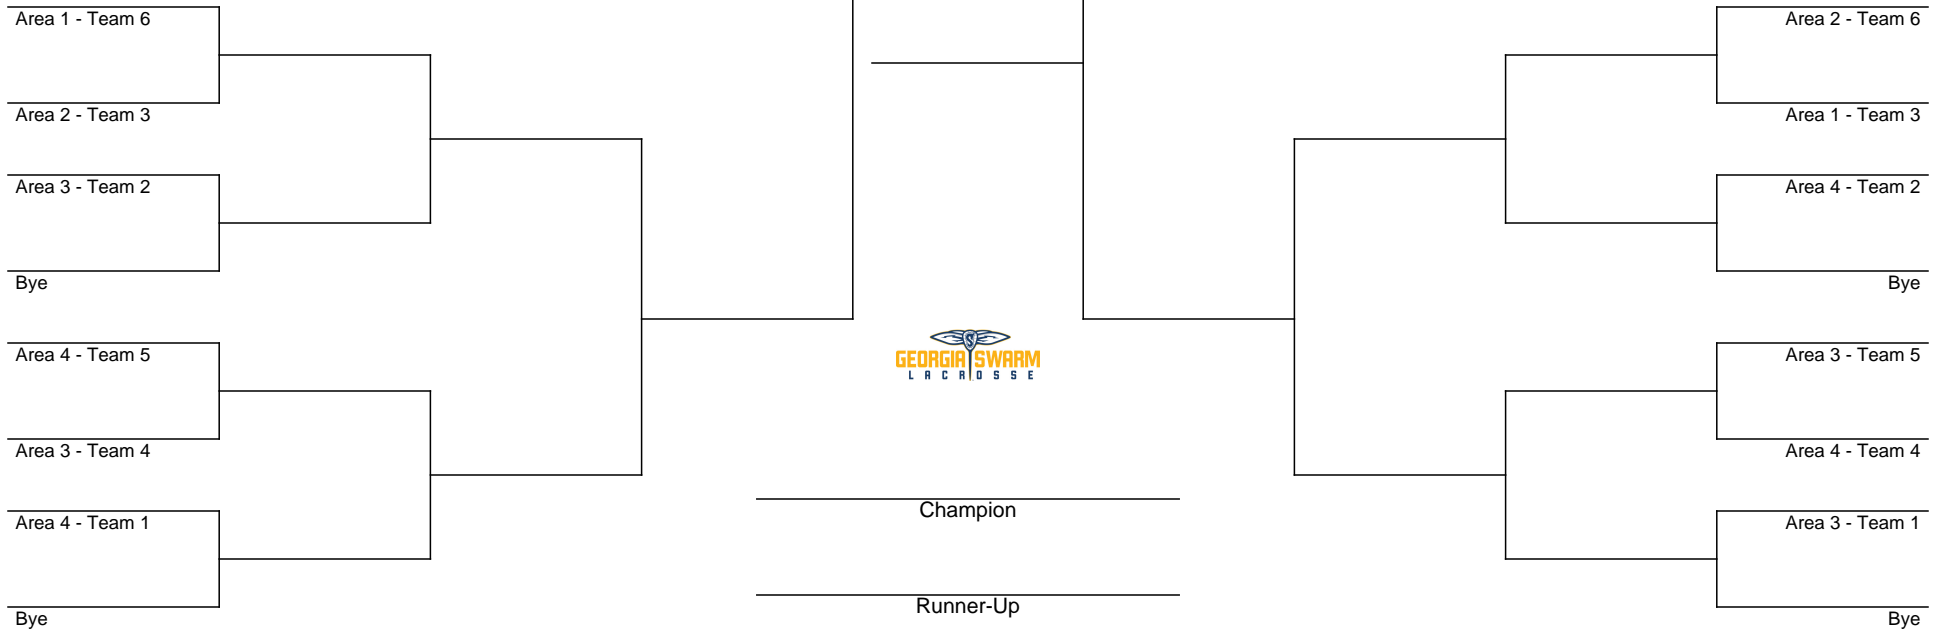 Area 1 - Team 6
Area 2 - Team 3
Area 3 - Team 2
Bye
Area 4 - Team 5
Area 3 - Team 4
Area 4 - Team 1
Bye
GEORGIA SWARM
LACROSSE
Champion
Runner-Up
Area 2 - Team 6
Area 1 - Team 3
Area 4 - Team 2
Bye
Area 3 - Team 5
Area 4 - Team 4
Area 3 - Team 1
Bye